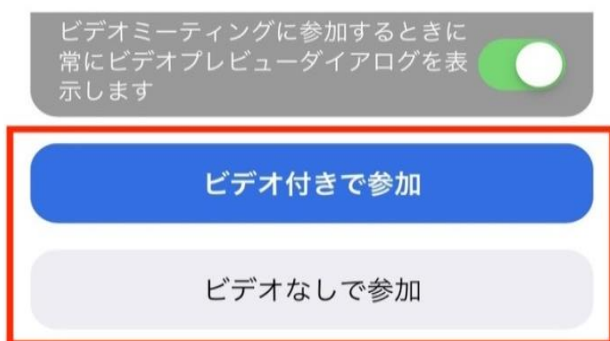 ビデオミーティングに参加するときに
常にビデオプレビューダイアログを表
示します
ビデオ付きで参加
ビデオなしで参加